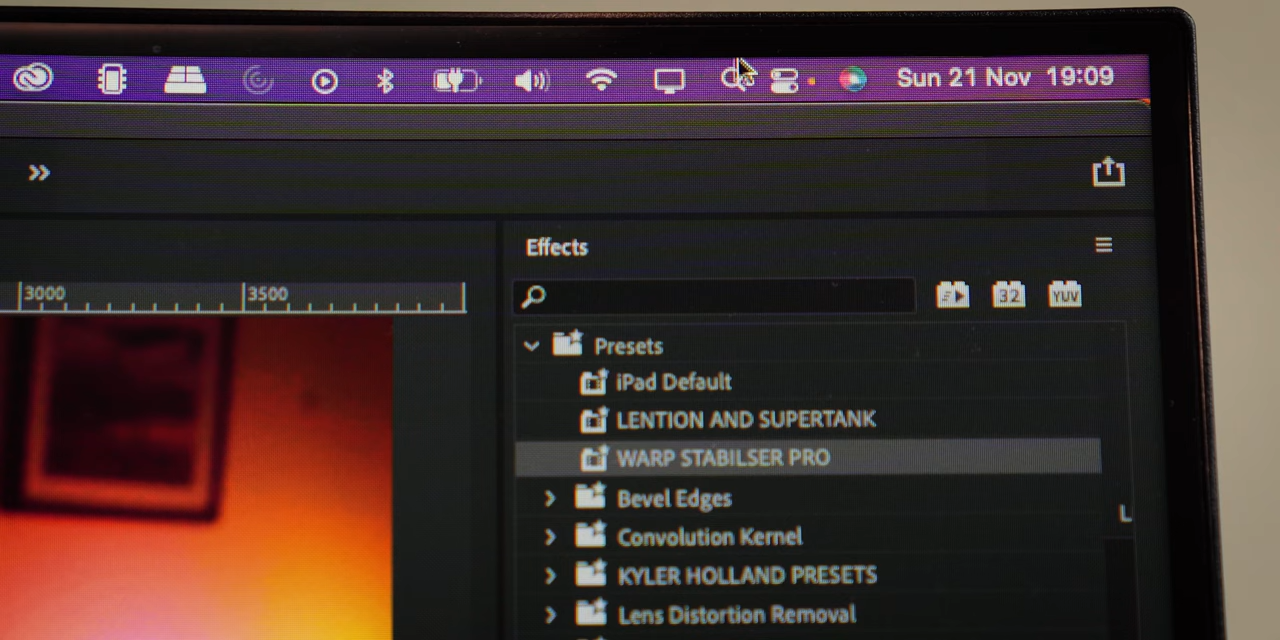 Sun 21 Nov 19:09
Effects
3000 3500
32 YUV
Presets
iPad Default
LENTION AND SUPERTANK
WARP STABILSER PRO
Bevel Edges
L
Convolution Kernel
KYLER HOLLAND PRESETS
Lens Distortion Removal